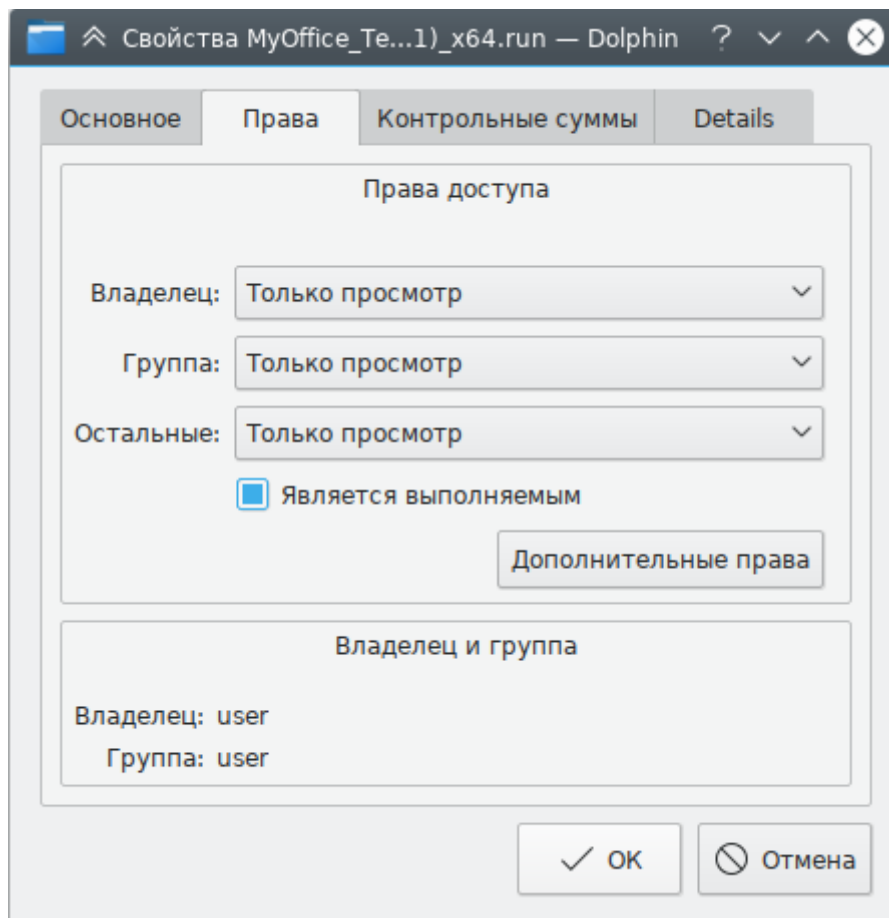 Свойства MyOffice_Te...1)_x64.run — Dolphin
Основное Права Контрольные суммы Details
Права доступа
Владелец: Только просмотр
Группа: Только просмотр
Остальные: Только просмотр
Является выполняемым
Дополнительные права
Владелец и группа
Владелец: user
Группа: user
ОК Отмена